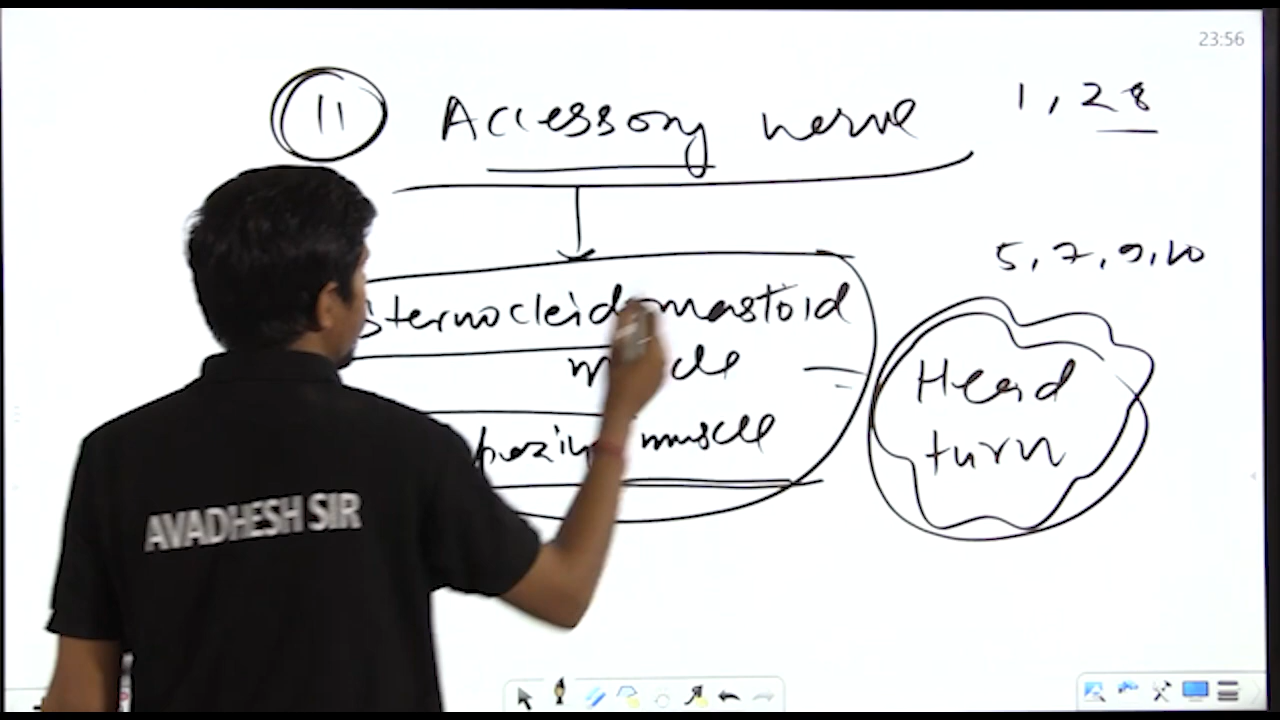 23:56
11 Accessory nerve 1, 2 8
5, 7, 9, 10
sternocleidomastoid
muscle
Head
muscle
turn
AVADHESH SIR